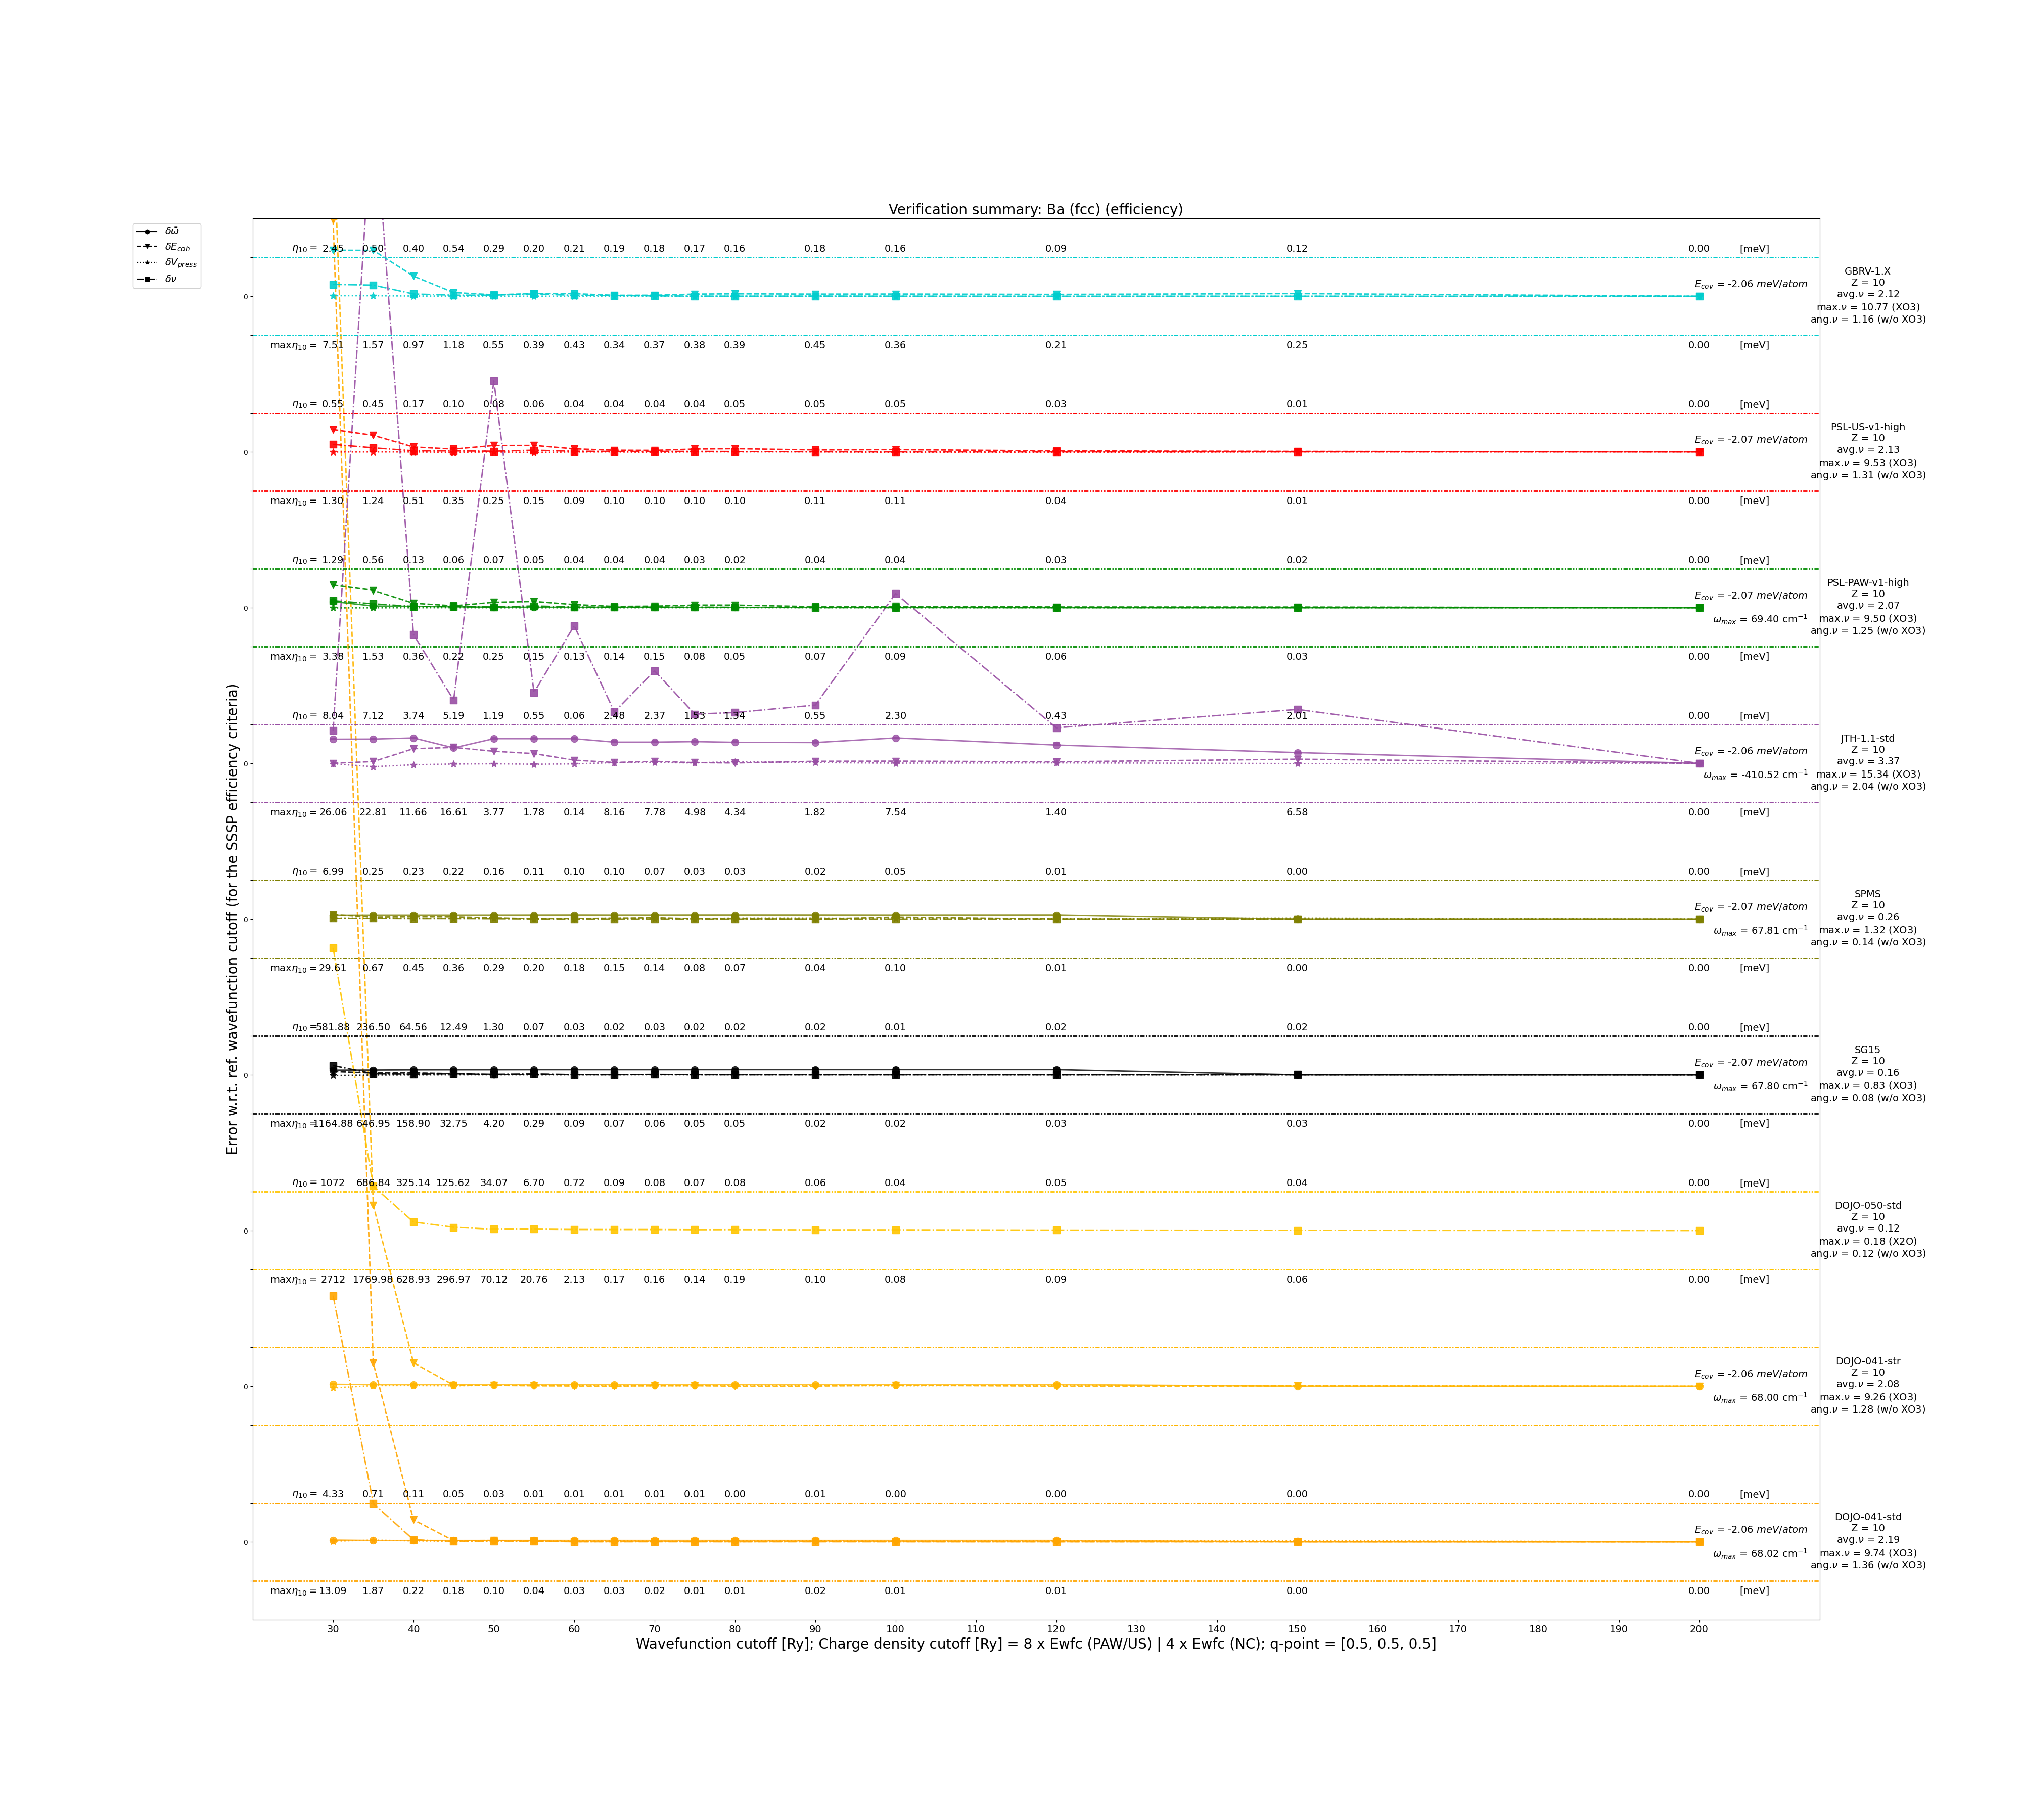 Verification summary: Ba (fcc) (efficiency)
δω̄
δE_coh
δV_press
δν
Error w.r.t. ref. wavefunction cutoff (for the SSSP efficiency criteria)
η₁₀ = 2.45 0.50 0.40 0.54 0.29 0.20 0.21 0.19 0.18 0.17 0.16 0.18 0.16 0.09 0.12 0.00 [meV]
0
E_cov = -2.06 meV/atom
GBRV-1.X
Z = 10
avg.ν = 2.12
max.ν = 10.77 (XO3)
ang.ν = 1.16 (w/o XO3)
maxη₁₀ = 7.51 1.57 0.97 1.18 0.55 0.39 0.43 0.34 0.37 0.38 0.39 0.45 0.36 0.21 0.25 0.00 [meV]
η₁₀ = 0.55 0.45 0.17 0.10 0.08 0.06 0.04 0.04 0.04 0.04 0.05 0.05 0.05 0.03 0.01 0.00 [meV]
0
E_cov = -2.07 meV/atom
PSL-US-v1-high
Z = 10
avg.ν = 2.13
max.ν = 9.53 (XO3)
ang.ν = 1.31 (w/o XO3)
maxη₁₀ = 1.30 1.24 0.51 0.35 0.25 0.15 0.09 0.10 0.10 0.10 0.10 0.11 0.11 0.04 0.01 0.00 [meV]
η₁₀ = 1.29 0.56 0.13 0.06 0.07 0.05 0.04 0.04 0.04 0.03 0.02 0.04 0.04 0.03 0.02 0.00 [meV]
0
E_cov = -2.07 meV/atom
ω_max = 69.40 cm⁻¹
PSL-PAW-v1-high
Z = 10
avg.ν = 2.07
max.ν = 9.50 (XO3)
ang.ν = 1.25 (w/o XO3)
maxη₁₀ = 3.38 1.53 0.36 0.22 0.25 0.15 0.13 0.14 0.15 0.08 0.05 0.07 0.09 0.06 0.03 0.00 [meV]
η₁₀ = 8.04 7.12 3.74 5.19 1.19 0.55 0.06 2.48 2.37 1.53 1.34 0.55 2.30 0.43 2.01 0.00 [meV]
0
E_cov = -2.06 meV/atom
ω_max = -410.52 cm⁻¹
JTH-1.1-std
Z = 10
avg.ν = 3.37
max.ν = 15.34 (XO3)
ang.ν = 2.04 (w/o XO3)
maxη₁₀ = 26.06 22.81 11.66 16.61 3.77 1.78 0.14 8.16 7.78 4.98 4.34 1.82 7.54 1.40 6.58 0.00 [meV]
η₁₀ = 6.99 0.25 0.23 0.22 0.16 0.11 0.10 0.10 0.07 0.03 0.03 0.02 0.05 0.01 0.00 0.00 [meV]
0
E_cov = -2.07 meV/atom
ω_max = 67.81 cm⁻¹
SPMS
Z = 10
avg.ν = 0.26
max.ν = 1.32 (XO3)
ang.ν = 0.14 (w/o XO3)
maxη₁₀ = 29.61 0.67 0.45 0.36 0.29 0.20 0.18 0.15 0.14 0.08 0.07 0.04 0.10 0.01 0.00 0.00 [meV]
η₁₀ = 581.88 236.50 64.56 12.49 1.30 0.07 0.03 0.02 0.03 0.02 0.02 0.02 0.01 0.02 0.02 0.00 [meV]
0
E_cov = -2.07 meV/atom
ω_max = 67.80 cm⁻¹
SG15
Z = 10
avg.ν = 0.16
max.ν = 0.83 (XO3)
ang.ν = 0.08 (w/o XO3)
maxη₁₀ = 1164.88 646.95 158.90 32.75 4.20 0.29 0.09 0.07 0.06 0.05 0.05 0.02 0.02 0.03 0.03 0.00 [meV]
η₁₀ = 1072 686.84 325.14 125.62 34.07 6.70 0.72 0.09 0.08 0.07 0.08 0.06 0.04 0.05 0.04 0.00 [meV]
0
DOJO-050-std
Z = 10
avg.ν = 0.12
max.ν = 0.18 (X2O)
ang.ν = 0.12 (w/o XO3)
maxη₁₀ = 2712 1769.98 628.93 296.97 70.12 20.76 2.13 0.17 0.16 0.14 0.19 0.10 0.08 0.09 0.06 0.00 [meV]
0
E_cov = -2.06 meV/atom
ω_max = 68.00 cm⁻¹
DOJO-041-str
Z = 10
avg.ν = 2.08
max.ν = 9.26 (XO3)
ang.ν = 1.28 (w/o XO3)
η₁₀ = 4.33 0.71 0.11 0.05 0.03 0.01 0.01 0.01 0.01 0.01 0.00 0.01 0.00 0.00 0.00 0.00 [meV]
0
E_cov = -2.06 meV/atom
ω_max = 68.02 cm⁻¹
DOJO-041-std
Z = 10
avg.ν = 2.19
max.ν = 9.74 (XO3)
ang.ν = 1.36 (w/o XO3)
maxη₁₀ = 13.09 1.87 0.22 0.18 0.10 0.04 0.03 0.03 0.02 0.01 0.01 0.02 0.01 0.01 0.00 0.00 [meV]
30 40 50 60 70 80 90 100 110 120 130 140 150 160 170 180 190 200
Wavefunction cutoff [Ry]; Charge density cutoff [Ry] = 8 x Ewfc (PAW/US) | 4 x Ewfc (NC); q-point = [0.5, 0.5, 0.5]